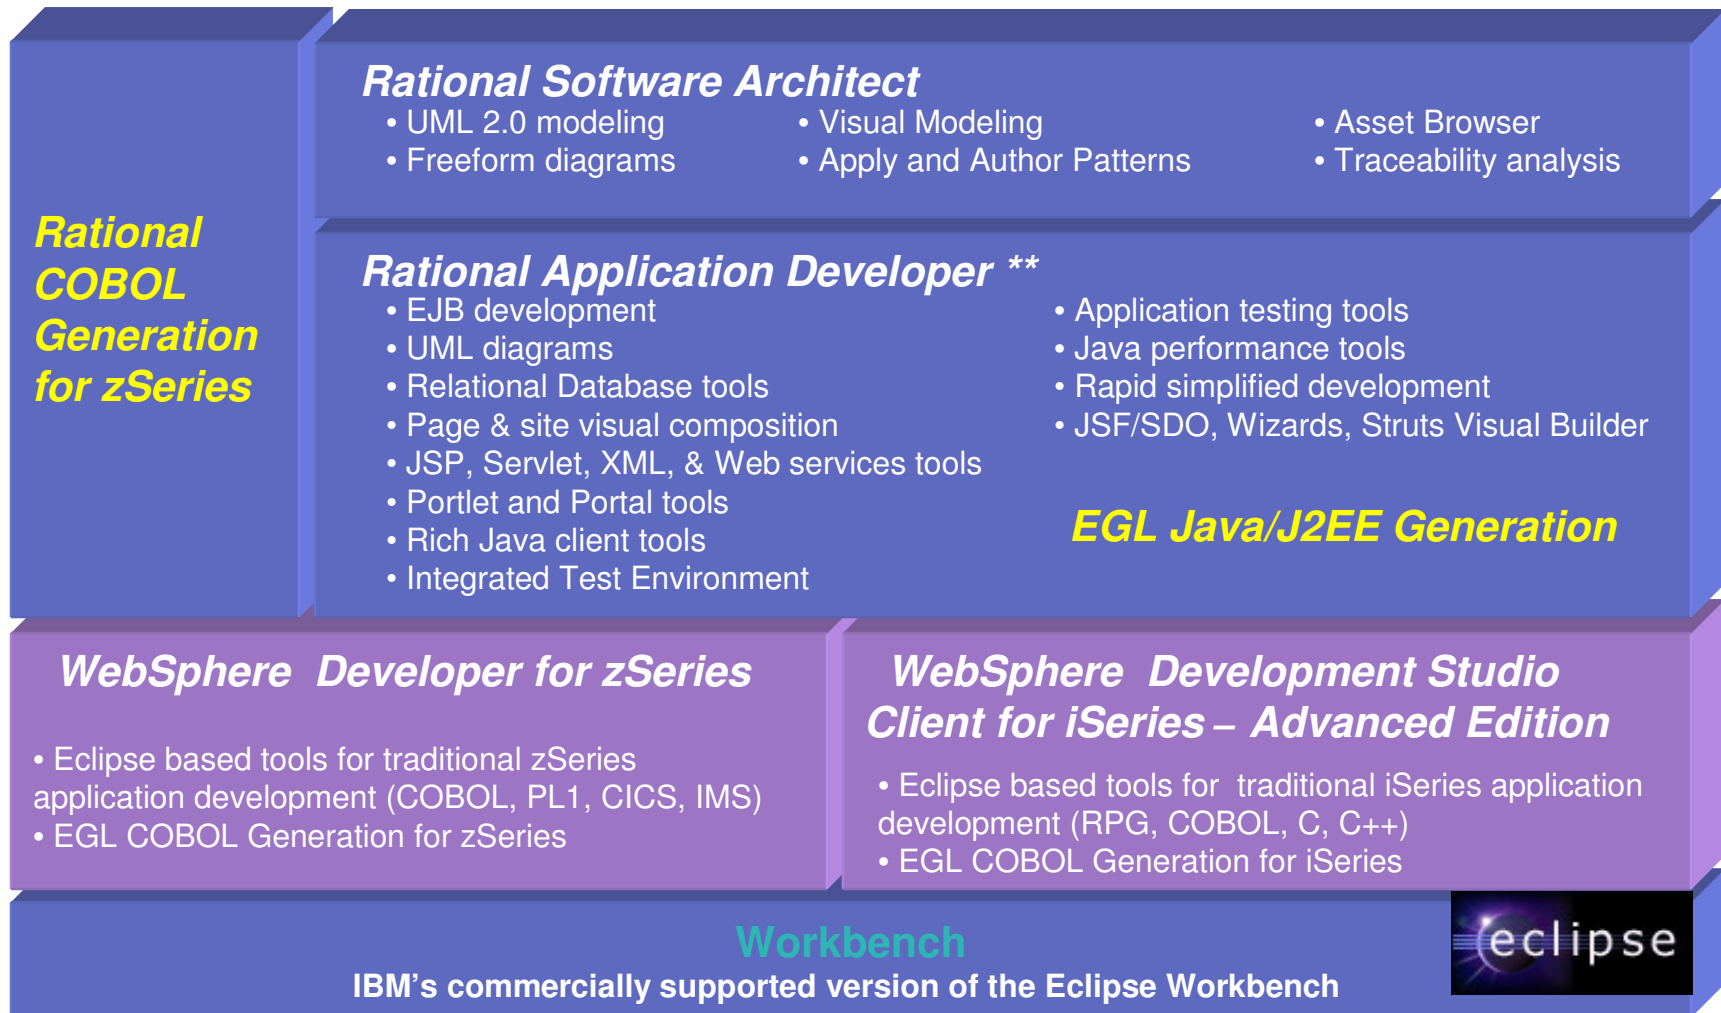 Rational
COBOL
Generation
for zSeries
Rational Software Architect
• UML 2.0 modeling
• Freeform diagrams
• Visual Modeling
• Apply and Author Patterns
• Asset Browser
• Traceability analysis
Rational Application Developer **
• EJB development
• UML diagrams
• Relational Database tools
• Page & site visual composition
• JSP, Servlet, XML, & Web services tools
• Portlet and Portal tools
• Rich Java client tools
• Integrated Test Environment
• Application testing tools
• Java performance tools
• Rapid simplified development
• JSF/SDO, Wizards, Struts Visual Builder
EGL Java/J2EE Generation
WebSphere Developer for zSeries
• Eclipse based tools for traditional zSeries
application development (COBOL, PL1, CICS, IMS)
• EGL COBOL Generation for zSeries
WebSphere Development Studio
Client for iSeries – Advanced Edition
• Eclipse based tools for traditional iSeries application
development (RPG, COBOL, C, C++)
• EGL COBOL Generation for iSeries
Workbench
IBM’s commercially supported version of the Eclipse Workbench
eclipse